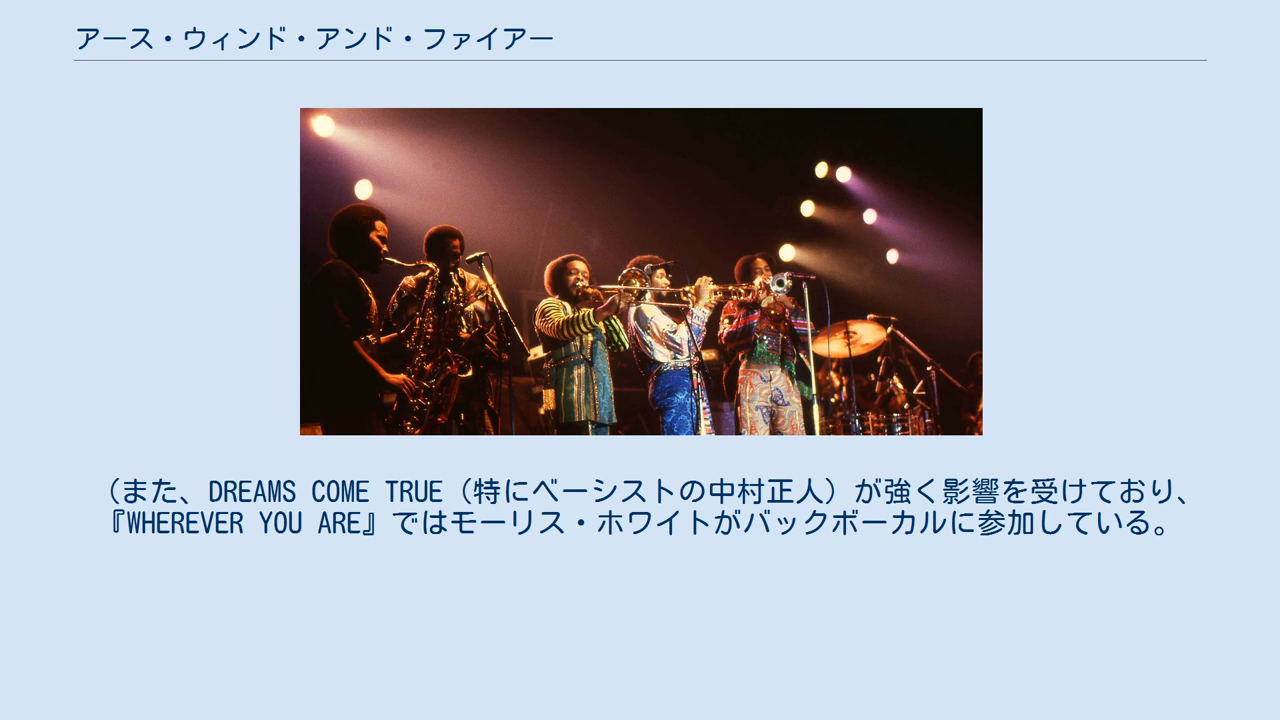 アース・ウィンド・アンド・ファイアー
（また、DREAMS COME TRUE（特にベーシストの中村正人）が強く影響を受けており、
『WHEREVER YOU ARE』ではモーリス・ホワイトがバックボーカルに参加している。